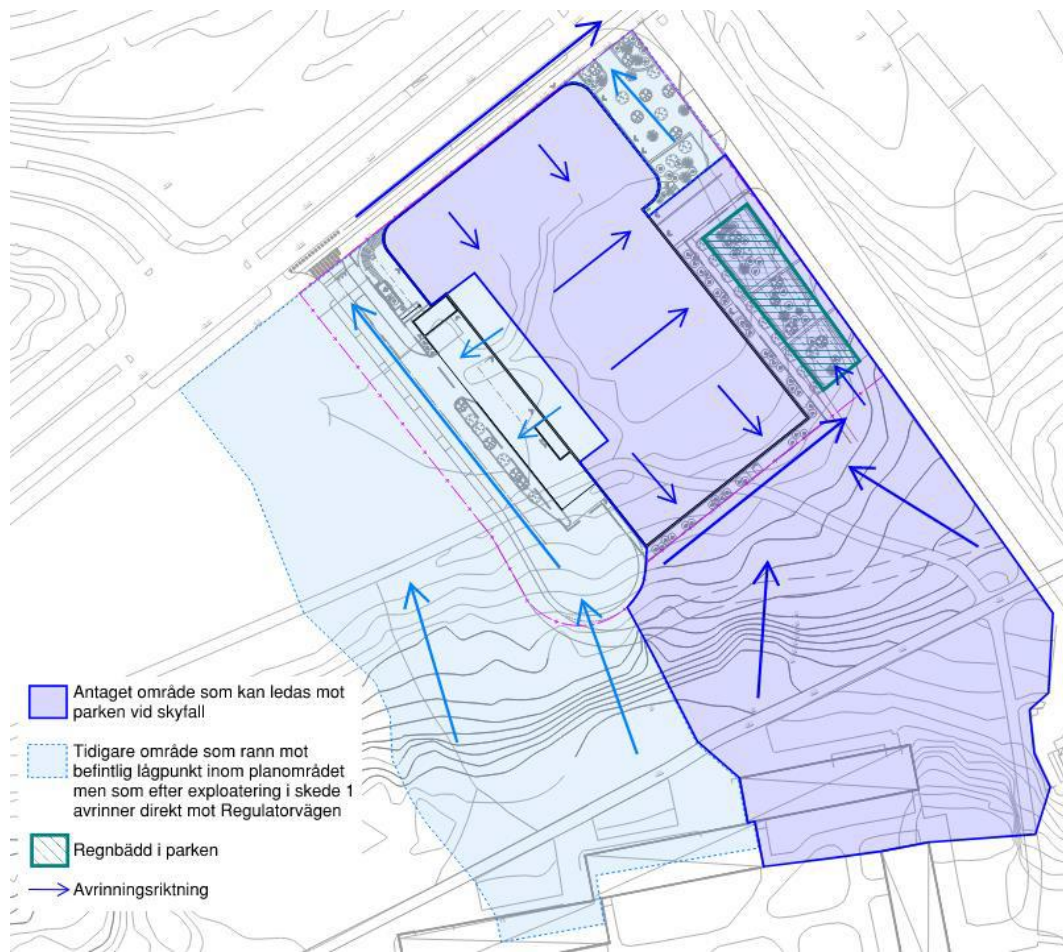 Antaget område som kan ledas mot
parken vid skyfall
Tidigare område som rann mot
befintlig lågpunkt inom planområdet
men som efter exploatering i skede 1
avrinner direkt mot Regulatorvägen
Regnbädd i parken
Avrinningsriktning